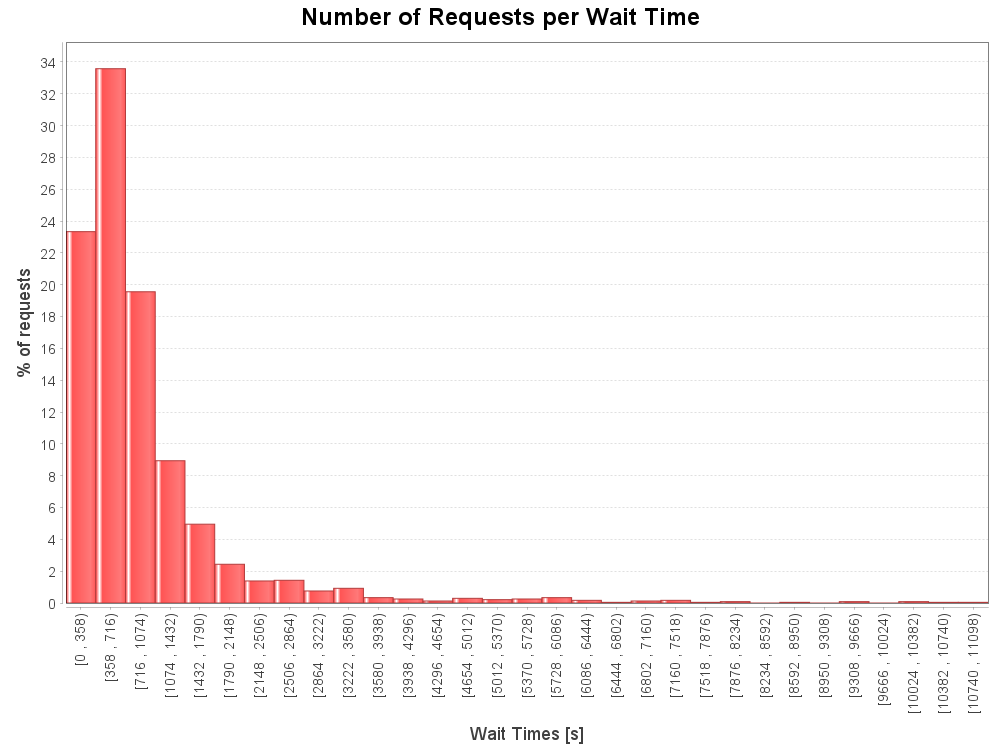 Number of Requests per Wait Time
% of requests
34
32
30
28
26
24
22
20
18
16
14
12
10
8
6
4
2
0
[0 , 358)
[358 , 716)
[716 , 1074)
[1074 , 1432)
[1432 , 1790)
[1790 , 2148)
[2148 , 2506)
[2506 , 2864)
[2864 , 3222)
[3222 , 3580)
[3580 , 3938)
[3938 , 4296)
[4296 , 4654)
[4654 , 5012)
[5012 , 5370)
[5370 , 5728)
[5728 , 6086)
[6086 , 6444)
[6444 , 6802)
[6802 , 7160)
[7160 , 7518)
[7518 , 7876)
[7876 , 8234)
[8234 , 8592)
[8592 , 8950)
[8950 , 9308)
[9308 , 9666)
[9666 , 10024)
[10024 , 10382)
[10382 , 10740)
[10740 , 11098)
Wait Times [s]